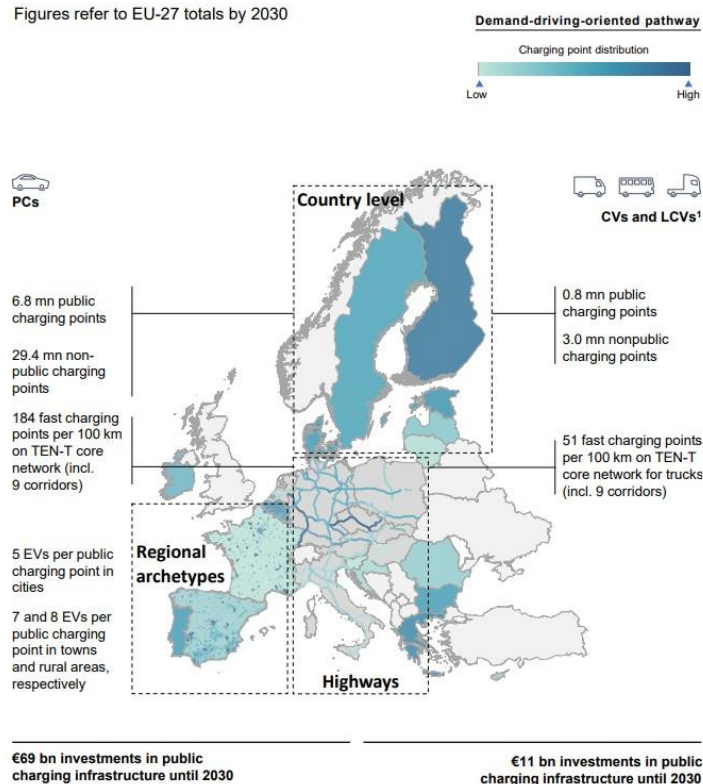 Figures refer to EU-27 totals by 2030
Demand-driving-oriented pathway
Charging point distribution
Low
High
PCs
Country level
CVs and LCVs¹
6.8 mn public
charging points
29.4 mn non-
public charging
points
184 fast charging
points per 100 km
on TEN-T core
network (incl.
9 corridors)
0.8 mn public
charging points
3.0 mn nonpublic
charging points
51 fast charging points
per 100 km on TEN-T
core network for trucks
(incl. 9 corridors)
Regional
archetypes
5 EVs per public
charging point in
cities
7 and 8 EVs per
public charging
point in towns
and rural areas,
respectively
Highways
€69 bn investments in public
charging infrastructure until 2030
€11 bn investments in public
charging infrastructure until 2030